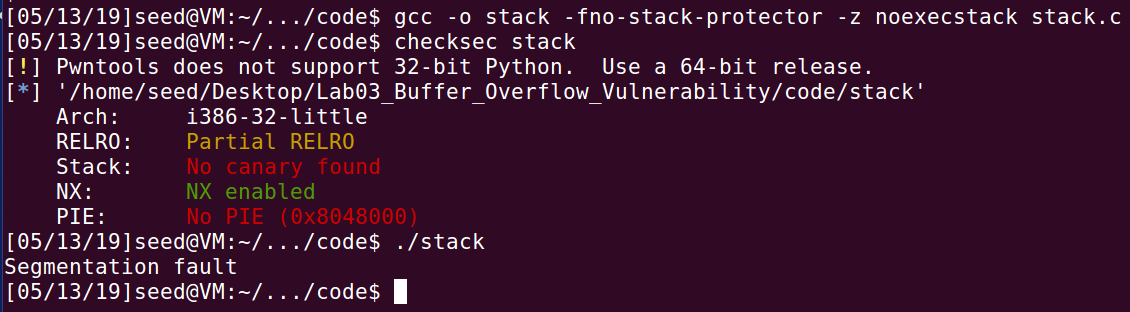 [05/13/19]seed@VM:~/.../code$ gcc -o stack -fno-stack-protector -z noexecstack stack.c
[05/13/19]seed@VM:~/.../code$ checksec stack
[!] Pwntools does not support 32-bit Python.  Use a 64-bit release.
[*] '/home/seed/Desktop/Lab03_Buffer_Overflow_Vulnerability/code/stack'
    Arch:     i386-32-little
    RELRO:    Partial RELRO
    Stack:    No canary found
    NX:       NX enabled
    PIE:      No PIE (0x8048000)
[05/13/19]seed@VM:~/.../code$ ./stack
Segmentation fault
[05/13/19]seed@VM:~/.../code$